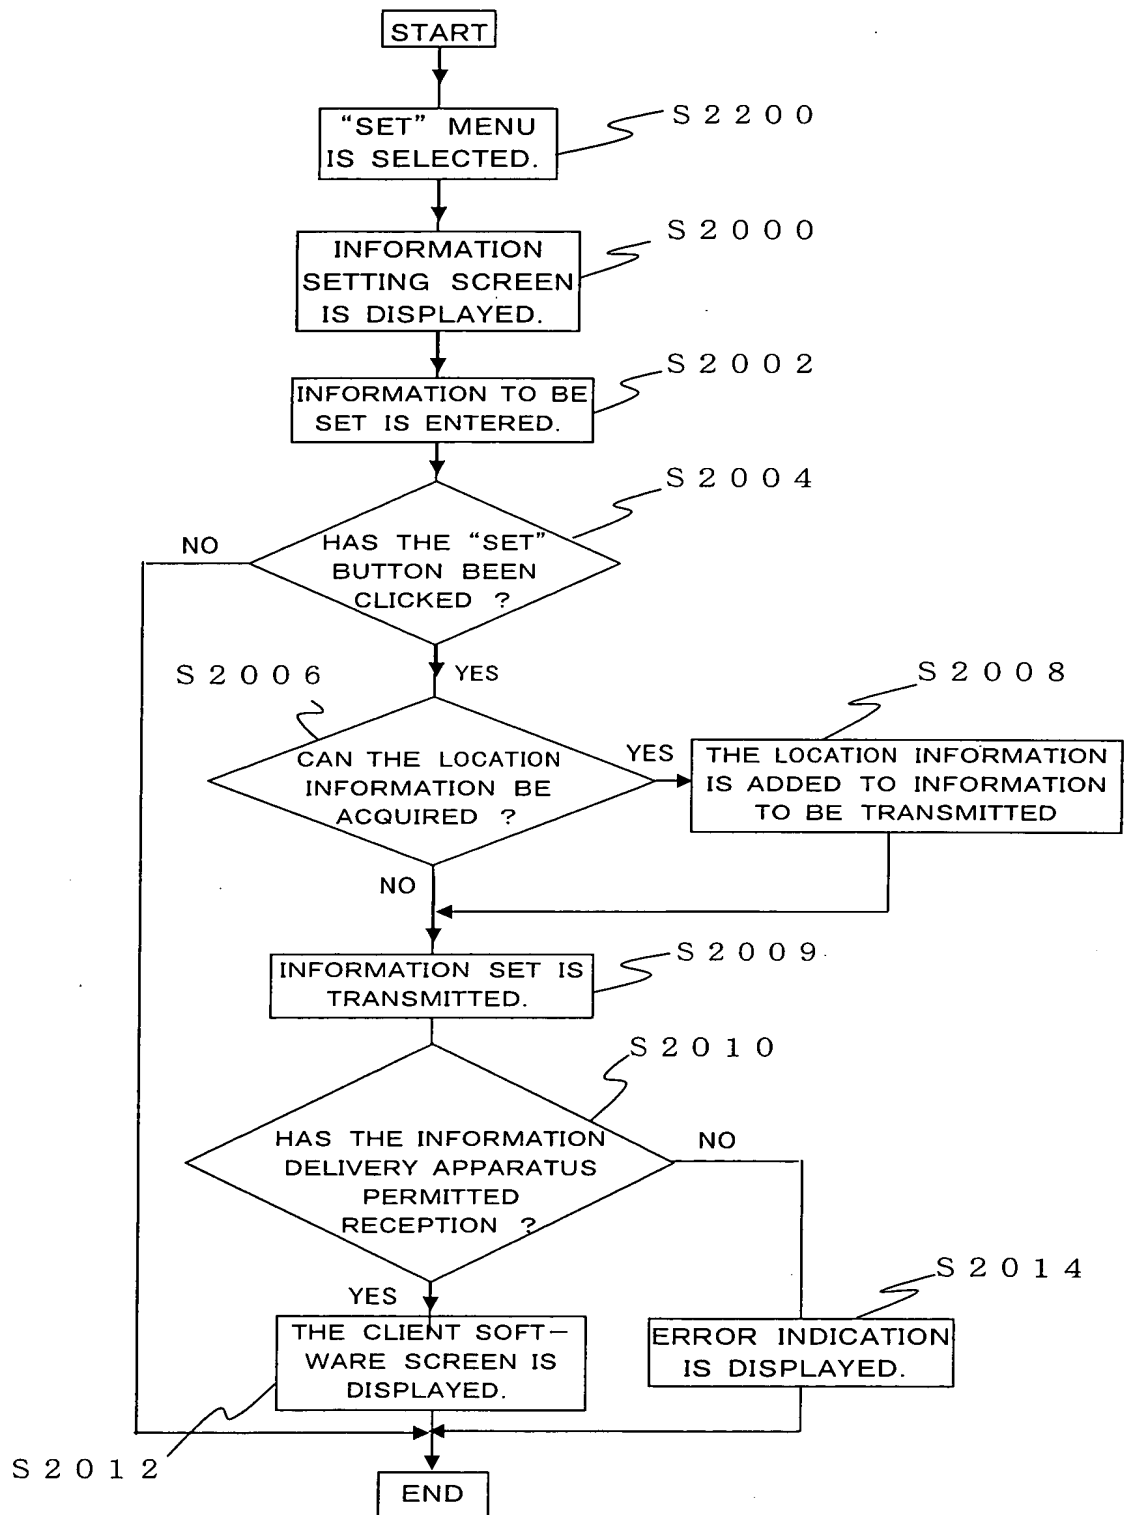 START
S2200
“SET” MENU
IS SELECTED.
S2000
INFORMATION
SETTING SCREEN
IS DISPLAYED.
S2002
INFORMATION TO BE
SET IS ENTERED.
S2004
NO
HAS THE “SET”
BUTTON BEEN
CLICKED ?
YES
S2006
S2008
CAN THE LOCATION
INFORMATION BE
ACQUIRED ?
YES
THE LOCATION INFORMATION
IS ADDED TO INFORMATION
TO BE TRANSMITTED
NO
S2009
INFORMATION SET IS
TRANSMITTED.
S2010
HAS THE INFORMATION
DELIVERY APPARATUS
PERMITTED
RECEPTION ?
NO
YES
S2014
THE CLIENT SOFT-
WARE SCREEN IS
DISPLAYED.
ERROR INDICATION
IS DISPLAYED.
S2012
END